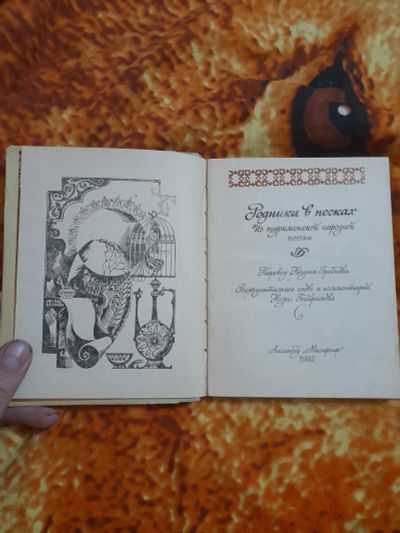 Родники в песках
Из туркменской народной
поэзии
Перевод Наума Гребнева
Вступительное слово и комментарий
Нуры Байрамова
Ашхабад „Магарыф“
1985